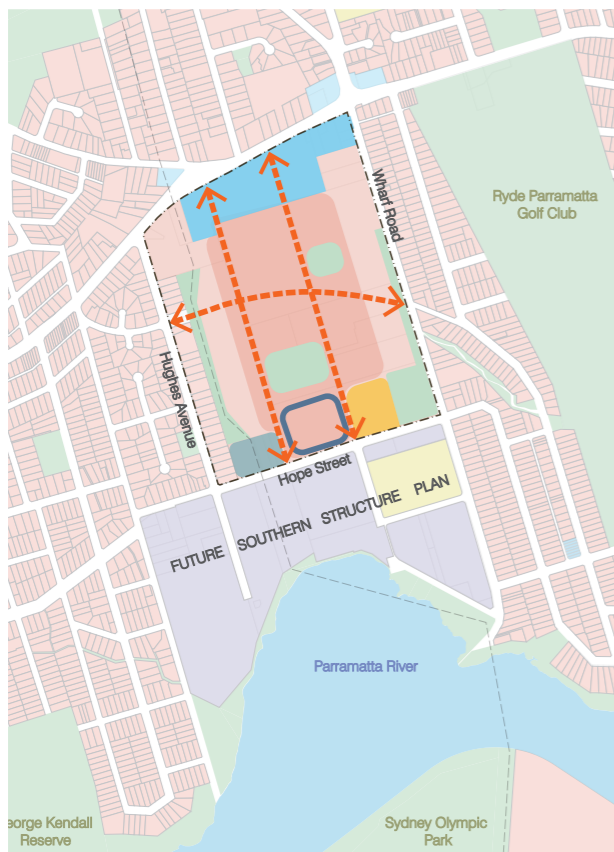 Ryde Parramatta
Golf Club
Wharf Road
Hughes Avenue
Hope Street
FUTURE SOUTHERN STRUCTURE PLAN
Parramatta River
eorge Kendall
Reserve
Sydney Olympic
Park